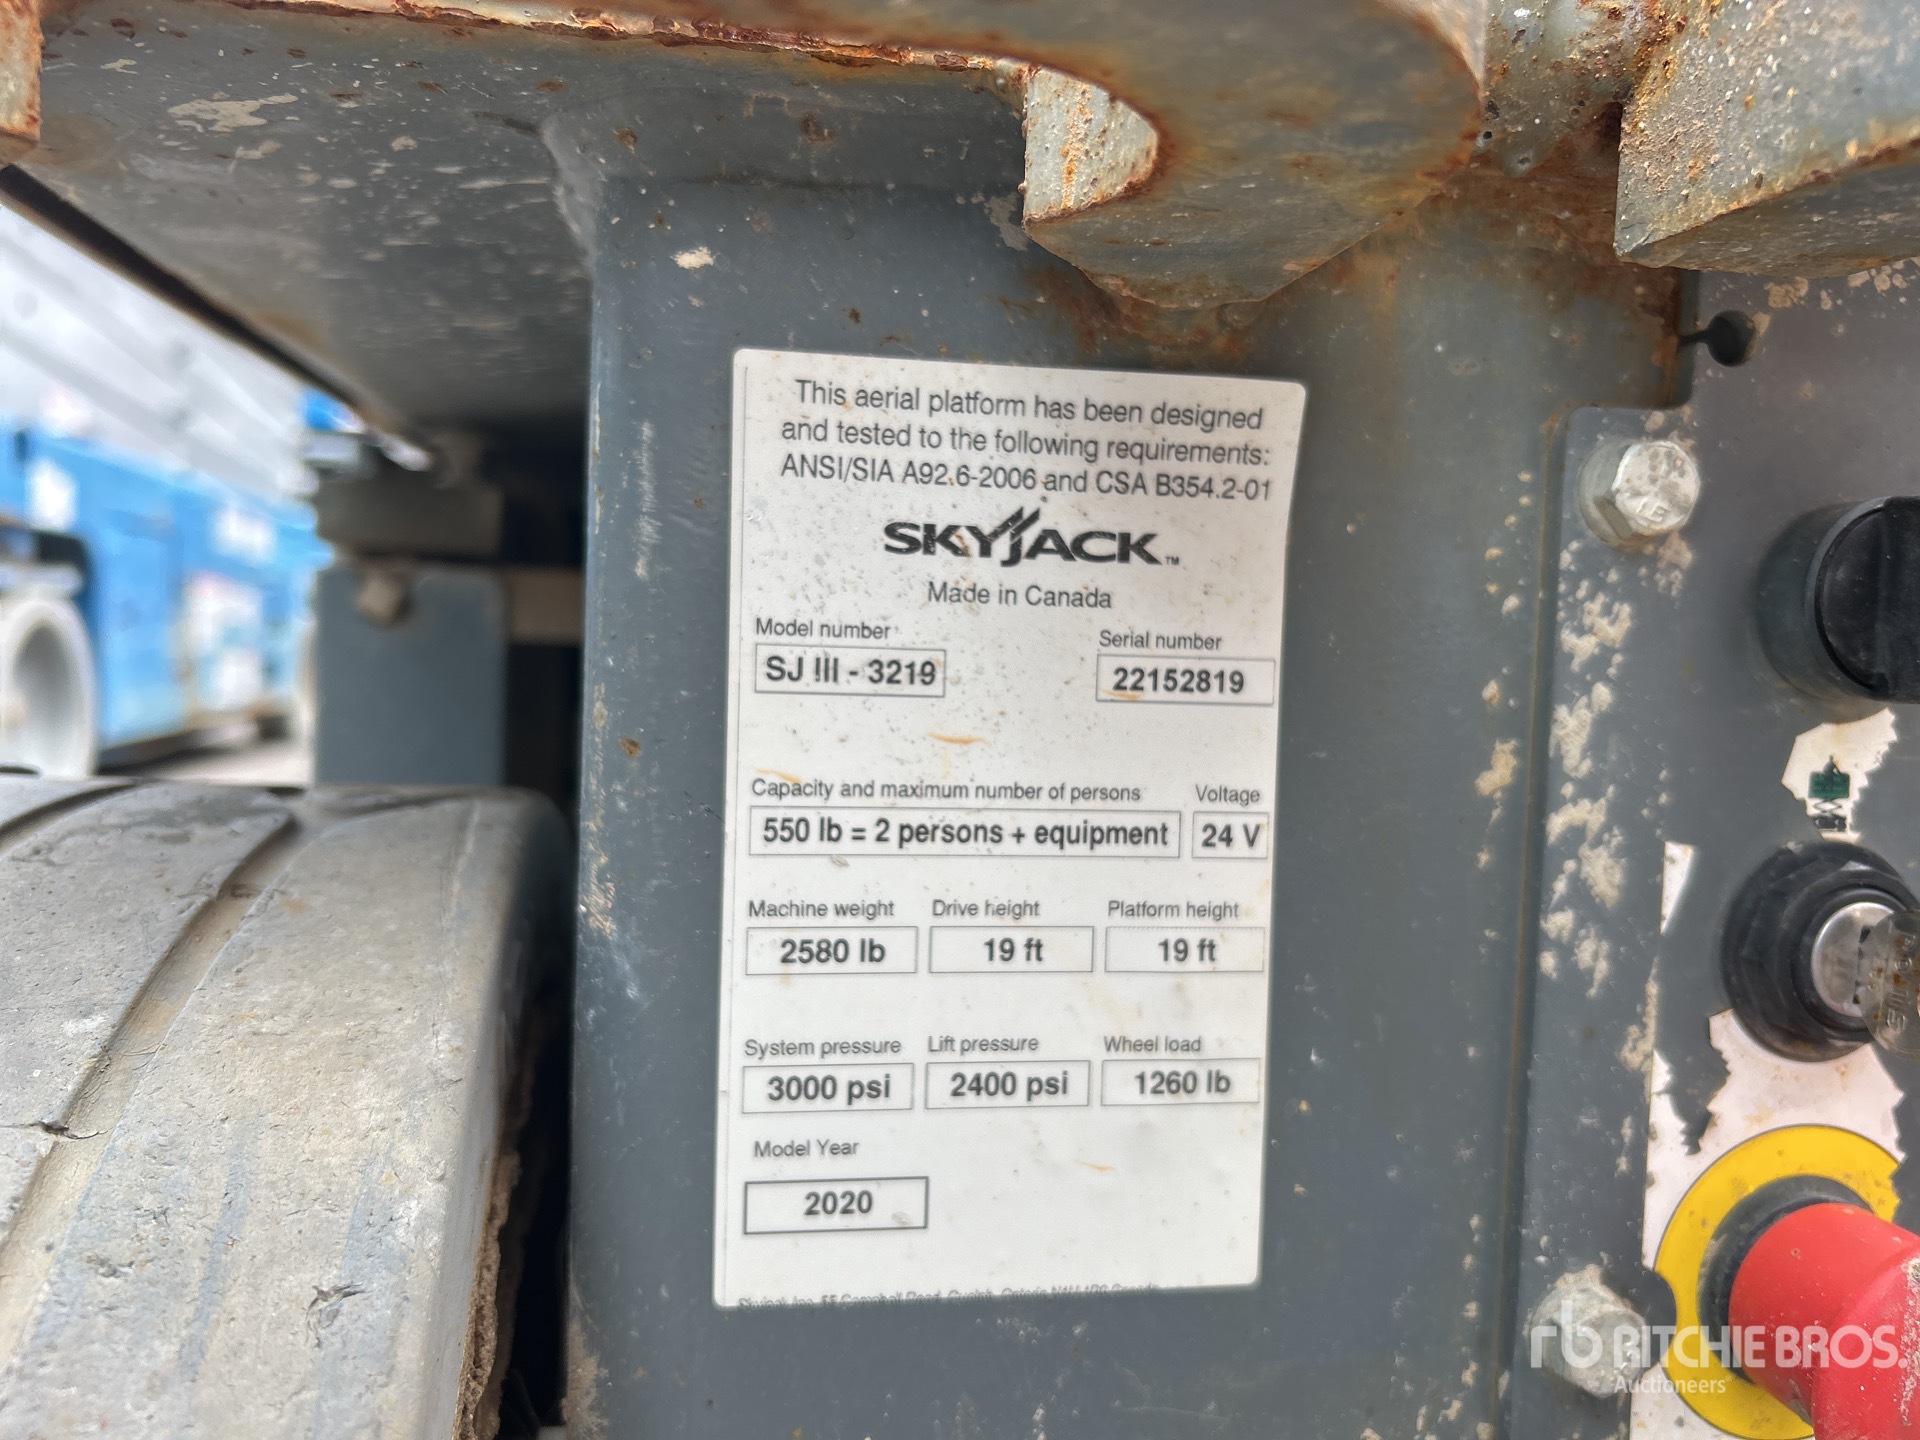 This aerial platform has been designed
and tested to the following requirements:
ANSI/SIA A92.6-2006 and CSA B354.2-01
SKYJACK™
Made in Canada
Model number
SJ III - 3219
Serial number
22152819
Capacity and maximum number of persons
550 lb = 2 persons + equipment
Voltage
24 V
Machine weight
2580 lb
Drive height
19 ft
Platform height
19 ft
System pressure
3000 psi
Lift pressure
2400 psi
Wheel load
1260 lb
Model Year
2020
rb RITCHIE BROS.
Auctioneers